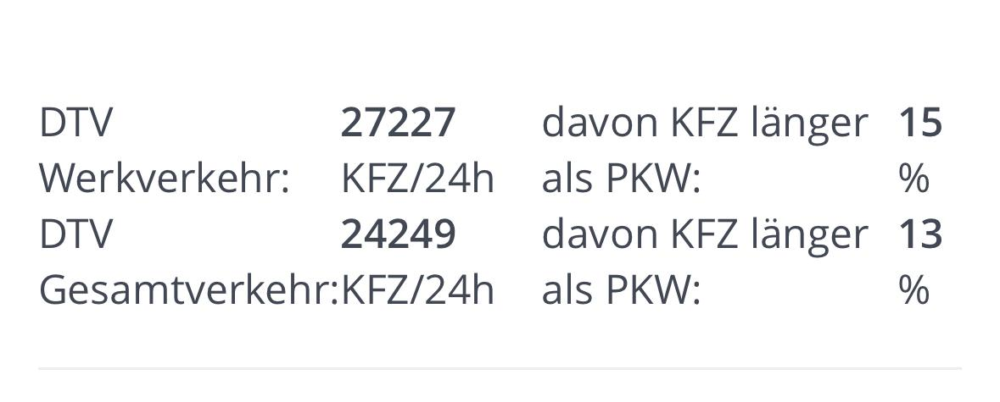 DTV 27227 davon KFZ länger 15
Werkverkehr: KFZ/24h als PKW: %
DTV 24249 davon KFZ länger 13
Gesamtverkehr:KFZ/24h als PKW: %